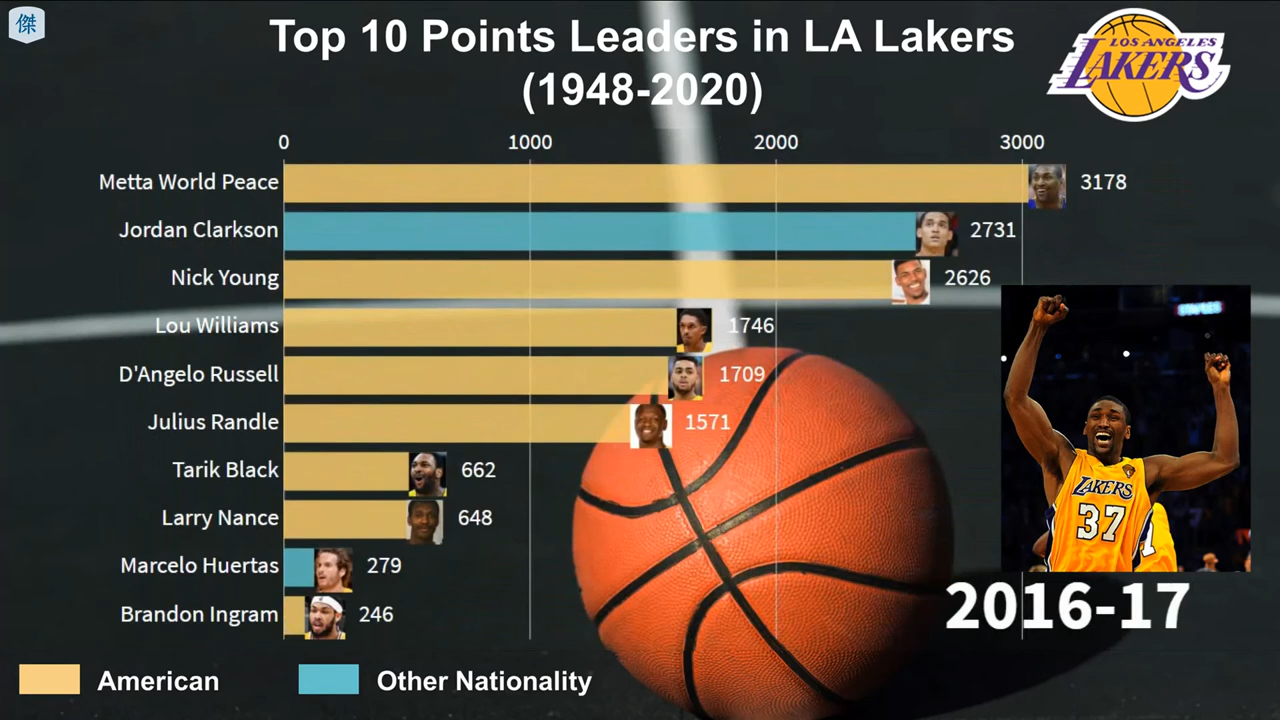 傑
Top 10 Points Leaders in LA Lakers
(1948-2020)
LOS ANGELES
LAKERS
0 1000 2000 3000
Metta World Peace 3178
Jordan Clarkson 2731
Nick Young 2626
Lou Williams 1746
D'Angelo Russell 1709
Julius Randle 1571
Tarik Black 662
Larry Nance 648
Marcelo Huertas 279
Brandon Ingram 246
STAPLES
LAKERS
37
1
2016-17
American Other Nationality